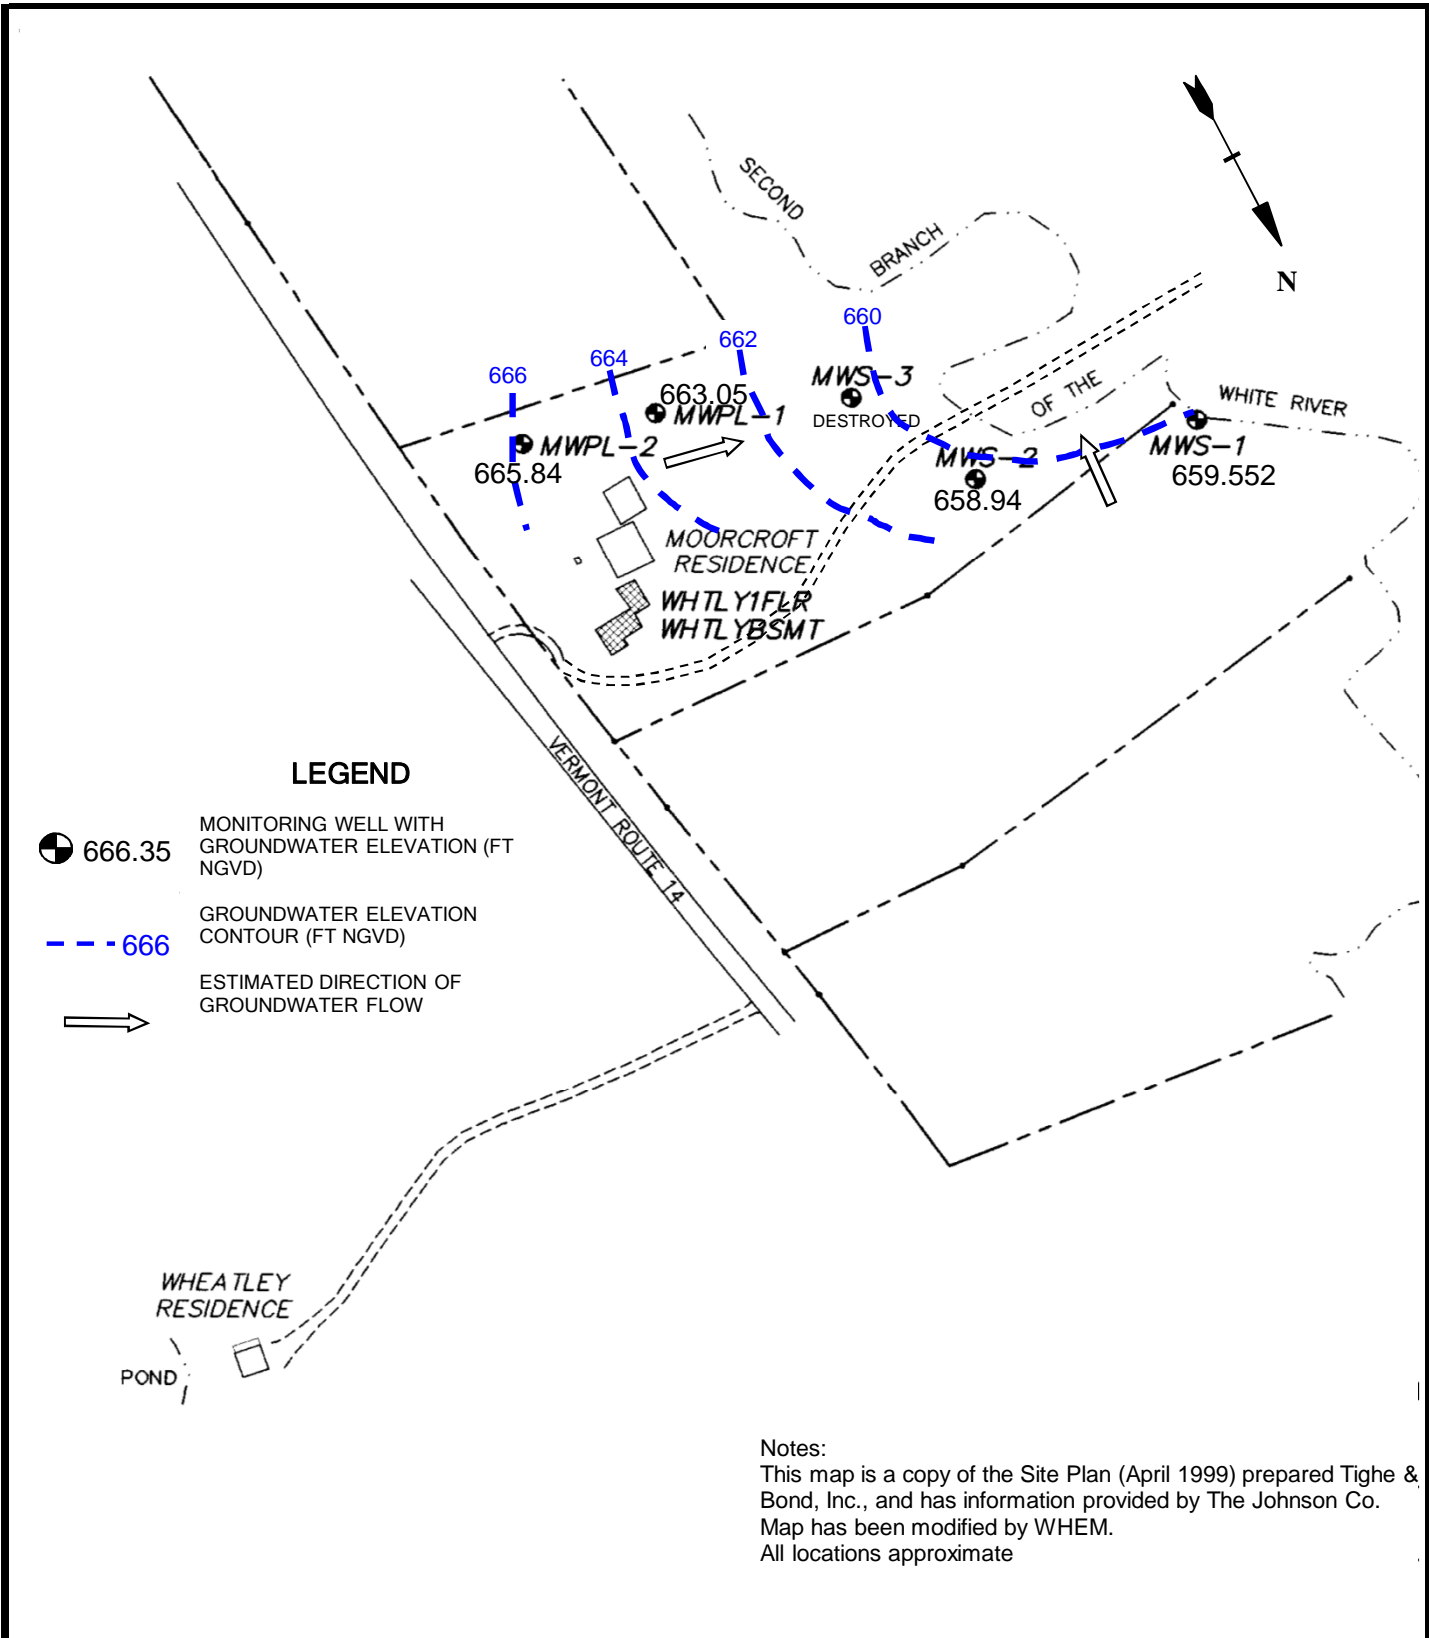 SECOND
BRANCH
N
660
662
664
666
MWS-3
DESTROYED
663.05
MWPL-1
MWPL-2
665.84
OF THE
WHITE RIVER
MWS-1
659.552
MWS-2
658.94
MOORCROFT
RESIDENCE
WHTLY1FLR
WHTLYBSMT
VERMONT ROUTE 14
LEGEND
666.35
MONITORING WELL WITH
GROUNDWATER ELEVATION (FT
NGVD)
666
GROUNDWATER ELEVATION
CONTOUR (FT NGVD)
ESTIMATED DIRECTION OF
GROUNDWATER FLOW
WHEATLEY
RESIDENCE
POND
Notes:
This map is a copy of the Site Plan (April 1999) prepared Tighe &
Bond, Inc., and has information provided by The Johnson Co.
Map has been modified by WHEM.
All locations approximate